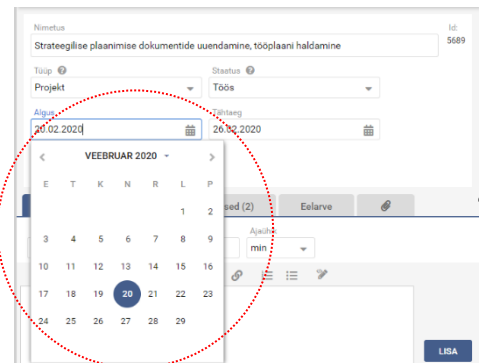 Nimetus
Id:
Strateegilise plaanimise dokumentide uuendamine, tööplaani haldamine
5689
Tüüp
Staatus
Projekt
Töös
Algus
Tähtaeg
20.02.2020
26.02.2020
VEEBRUAR 2020
E T K N R L P
1 2
3 4 5 6 7 8 9
10 11 12 13 14 15 16
17 18 19 20 21 22 23
24 25 26 27 28 29
sed (2)
Eelarve
Ajaühik
min
LISA